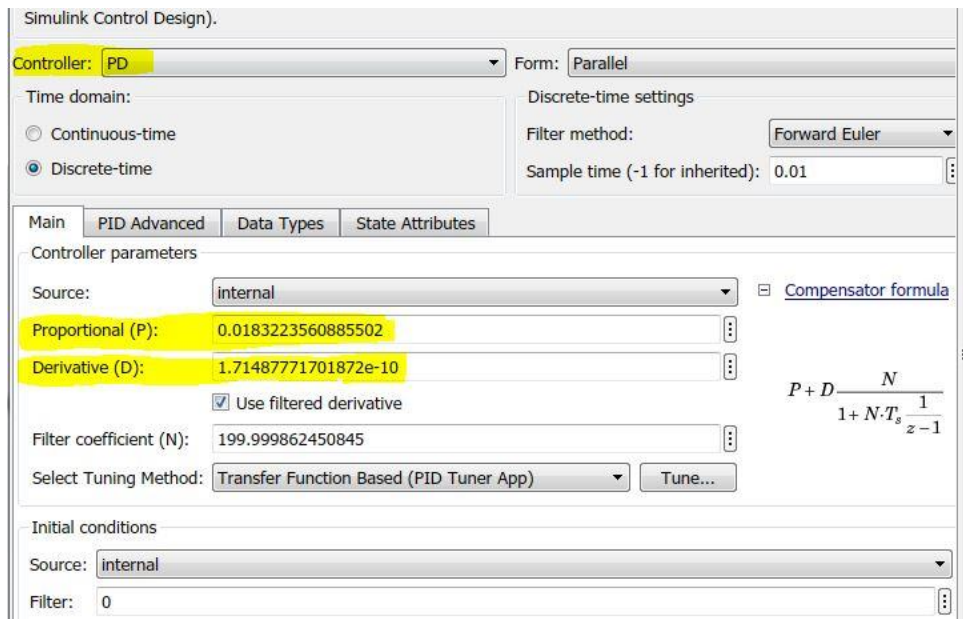 Simulink Control Design).
Controller: PD Form: Parallel
Time domain: Discrete-time settings
Continuous-time Filter method: Forward Euler
Discrete-time Sample time (-1 for inherited): 0.01
Main PID Advanced Data Types State Attributes
Controller parameters
Source: internal Compensator formula
Proportional (P): 0.0183223560885502
Derivative (D): 1.71487771701872e-10
P + D N / (1 + N·Ts 1 / (z − 1))
Use filtered derivative
Filter coefficient (N): 199.999862450845
Select Tuning Method: Transfer Function Based (PID Tuner App) Tune...
Initial conditions
Source: internal
Filter: 0